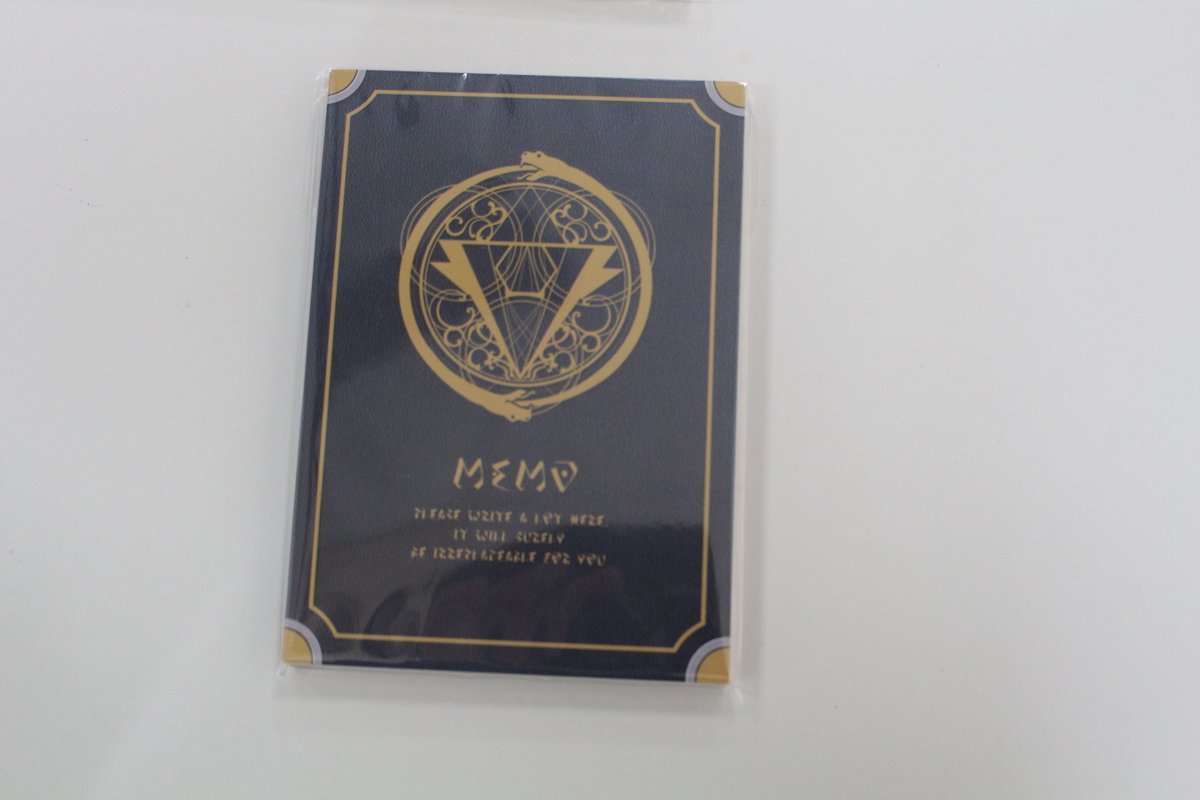 MEMO
PLEASE WRITE A LOT HERE.
IT WILL SURELY
BE IRREPLACEABLE FOR YOU